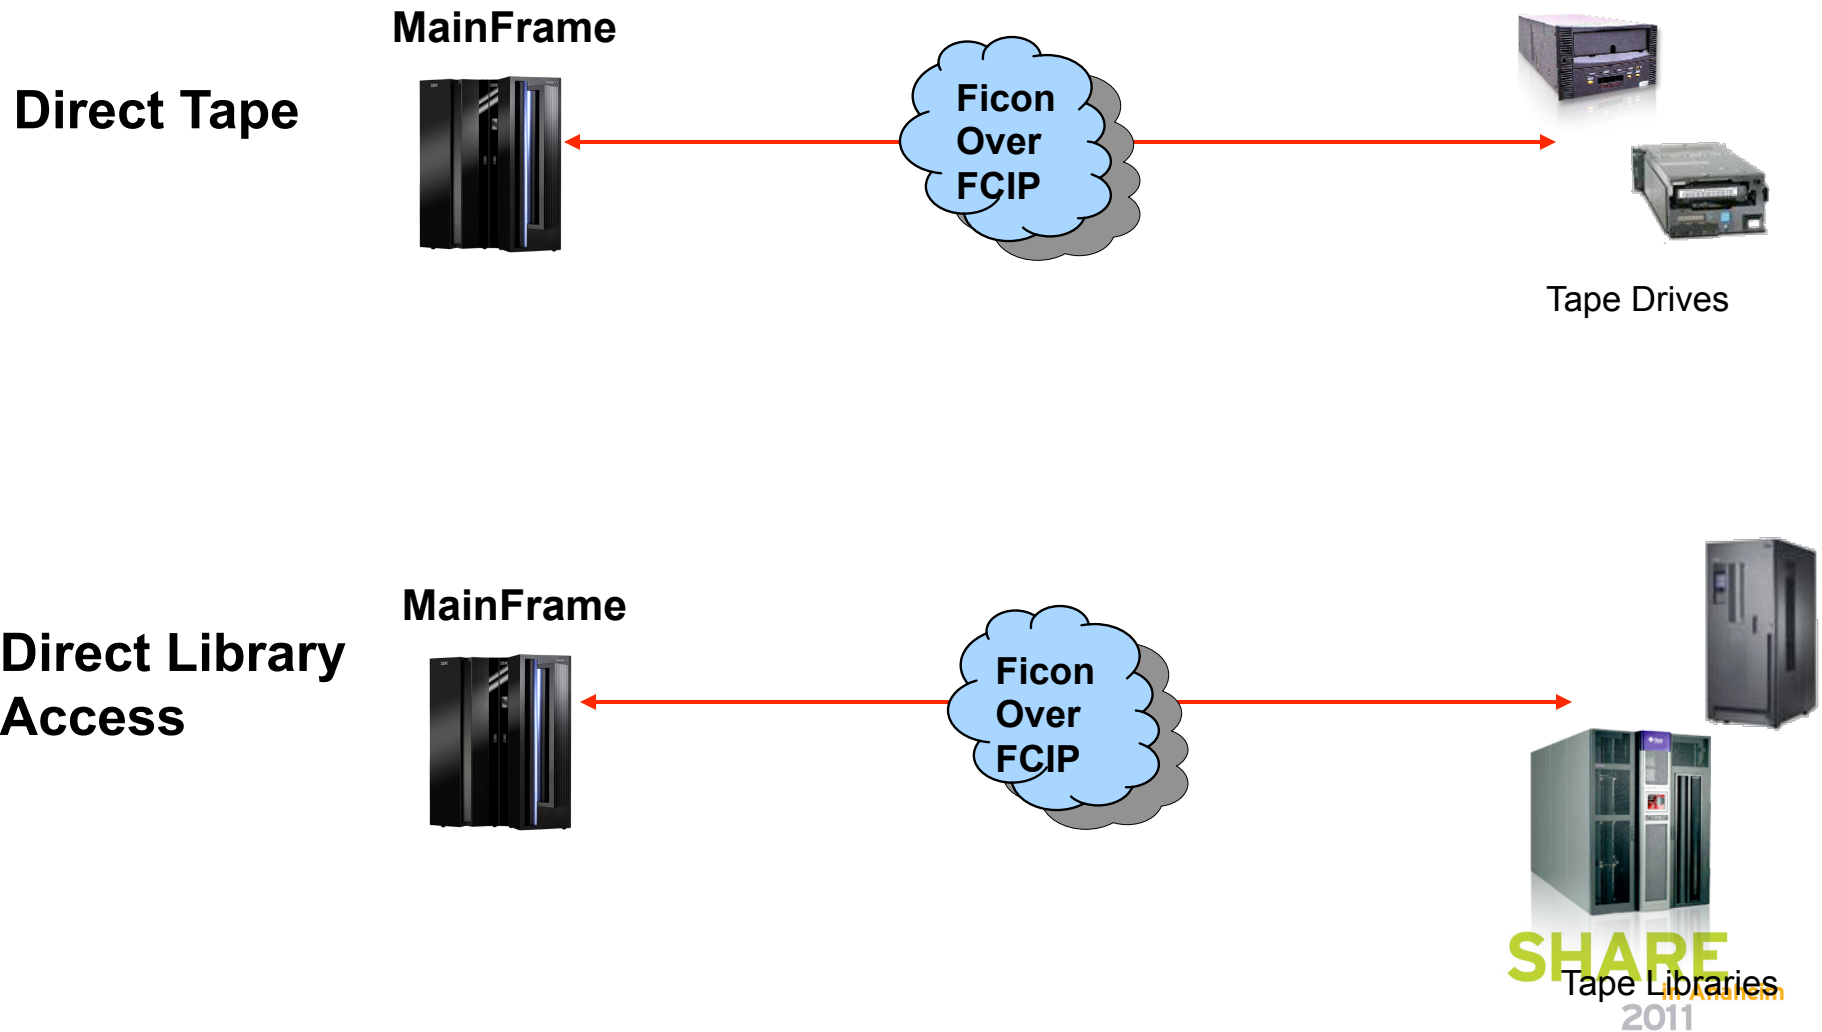 MainFrame
Direct Tape
Ficon
Over
FCIP
Tape Drives
MainFrame
Direct Library
Access
Ficon
Over
FCIP
SHARE
Tape Libraries
in Anaheim
2011